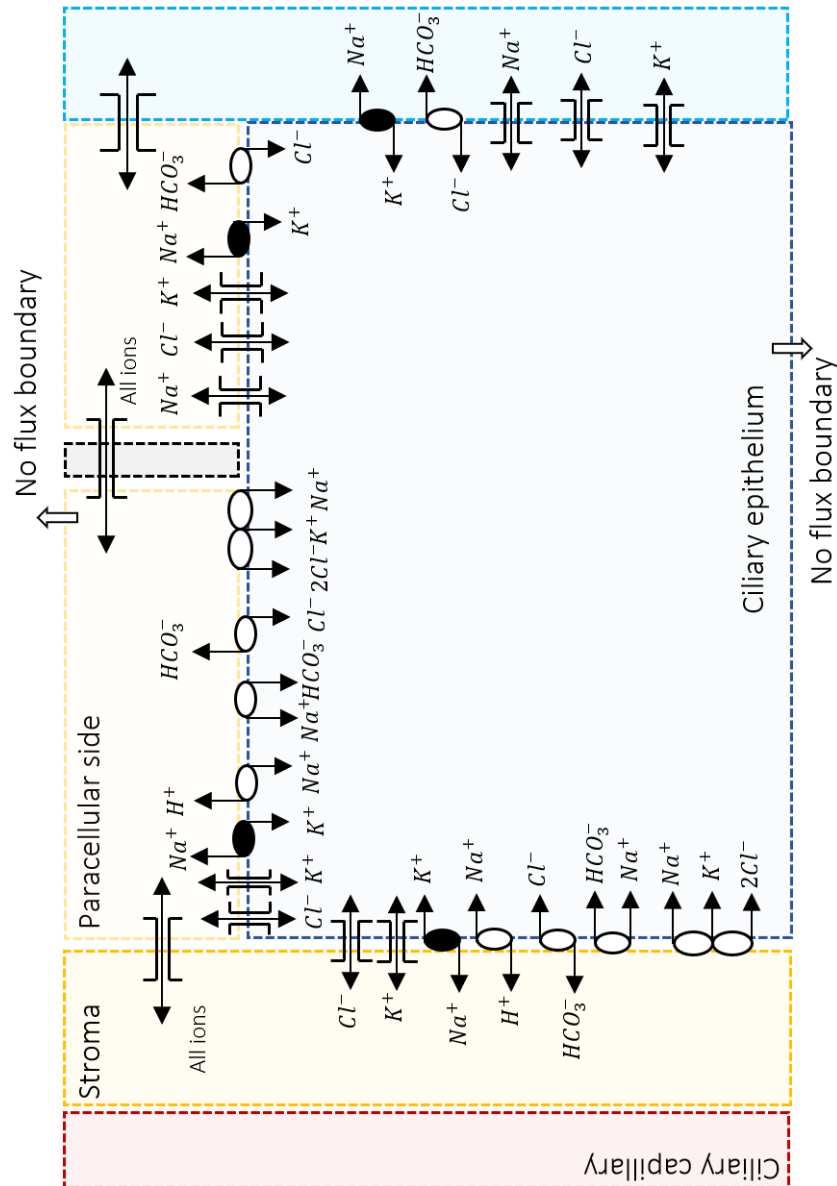 No flux boundary
Na⁺
HCO₃⁻
Na⁺
Cl⁻
K⁺
K⁺
Cl⁻
HCO₃⁻
Cl⁻
Na⁺
K⁺
K⁺
Cl⁻
Na⁺
All ions
HCO₃⁻
2Cl⁻ K⁺ Na⁺
Cl⁻
Na⁺ HCO₃⁻
Paracellular side
H⁺
Na⁺
Na⁺
K⁺
Cl⁻ K⁺
Ciliary epithelium
No flux boundary
K⁺
Na⁺
Cl⁻
HCO₃⁻
Na⁺
Na⁺
K⁺
2Cl⁻
Cl⁻
K⁺
Na⁺
H⁺
HCO₃⁻
Stroma
All ions
Ciliary capillary